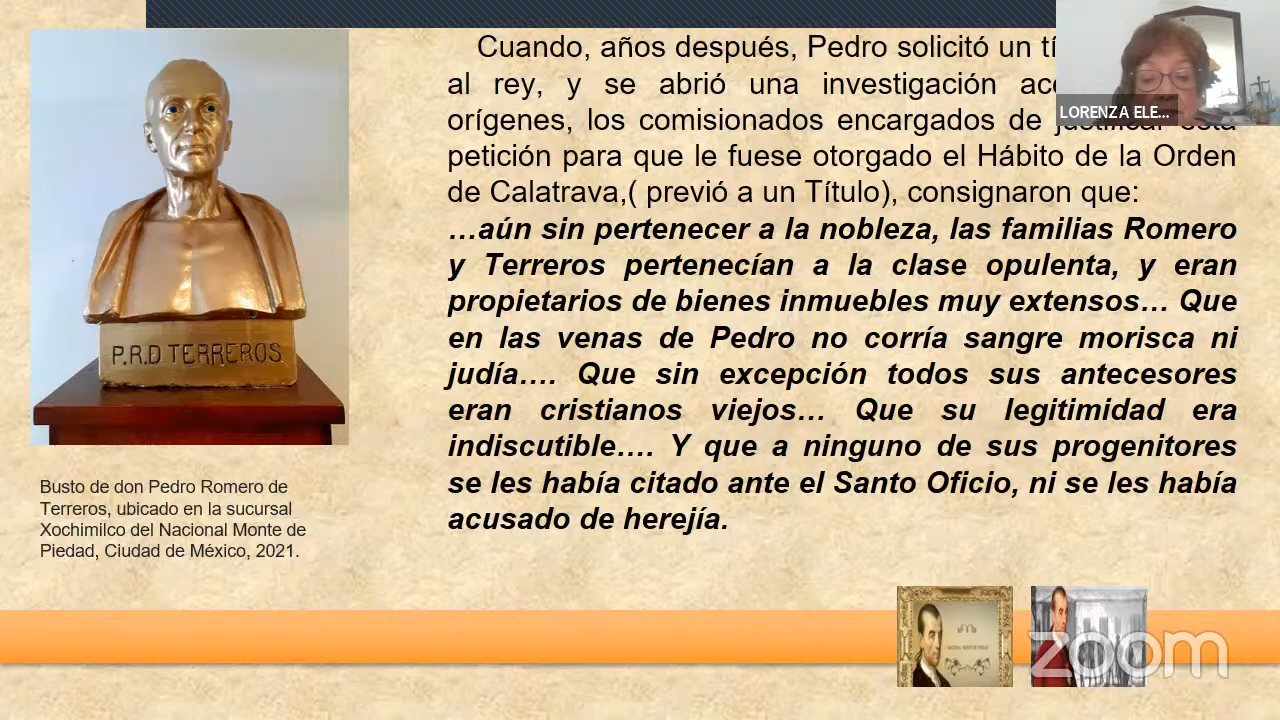 Cuando, años después, Pedro solicitó un
al rey, y se abrió una investigación
orígenes, los comisionados encargados de justificar esta
petición para que le fuese otorgado el Hábito de la Orden
de Calatrava,( previó a un Título), consignaron que:
…aún sin pertenecer a la nobleza, las familias Romero
y Terreros pertenecían a la clase opulenta, y eran
propietarios de bienes inmuebles muy extensos… Que
en las venas de Pedro no corría sangre morisca ni
judía…. Que sin excepción todos sus antecesores
eran cristianos viejos… Que su legitimidad era
indiscutible…. Y que a ninguno de sus progenitores
se les había citado ante el Santo Oficio, ni se les había
acusado de herejía.
LORENZA ELE...
P.R.D TERREROS
Busto de don Pedro Romero de
Terreros, ubicado en la sucursal
Xochimilco del Nacional Monte de
Piedad, Ciudad de México, 2021.
zoom